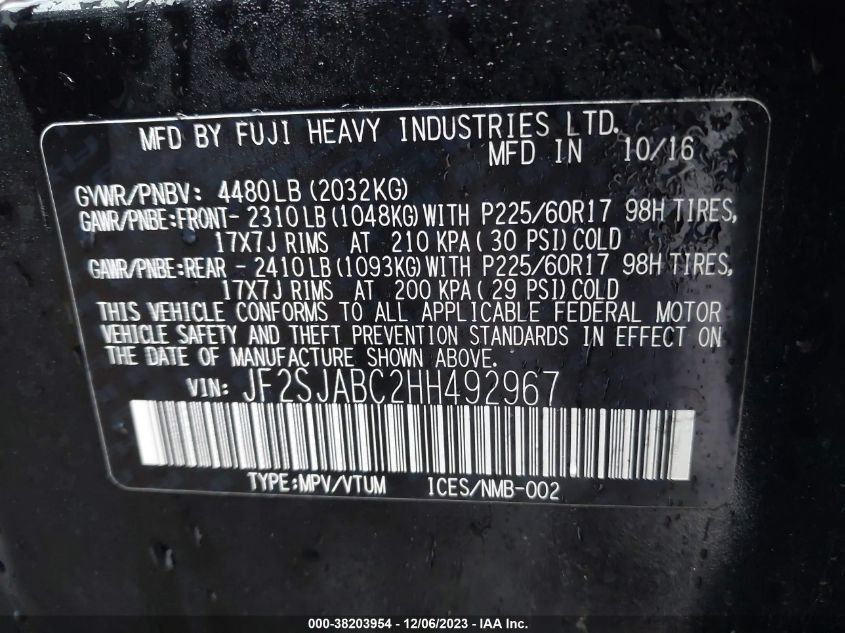 MFD BY FUJI HEAVY INDUSTRIES LTD.
MFD IN 10/16
GVWR/PNBV: 4480LB (2032KG)
GAWR/PNBE:FRONT- 2310LB (1048KG)WITH P225/60R17 98H TIRES,
17X7J RIMS AT 210 KPA( 30 PSI)COLD
GAWR/PNBE:REAR - 2410LB (1093KG)WITH P225/60R17 98H TIRES,
17X7J RIMS AT 200 KPA (29 PSI)COLD
THIS VEHICLE CONFORMS TO ALL APPLICABLE FEDERAL MOTOR
VEHICLE SAFETY AND THEFT PREVENTION STANDARDS IN EFFECT ON
THE DATE OF MANUFACTURE SHOWN ABOVE.
VIN: JF2SJABC2HH492967
TYPE:MPV/VTUM ICES/NMB-002
000-38203954 - 12/06/2023 - IAA Inc.